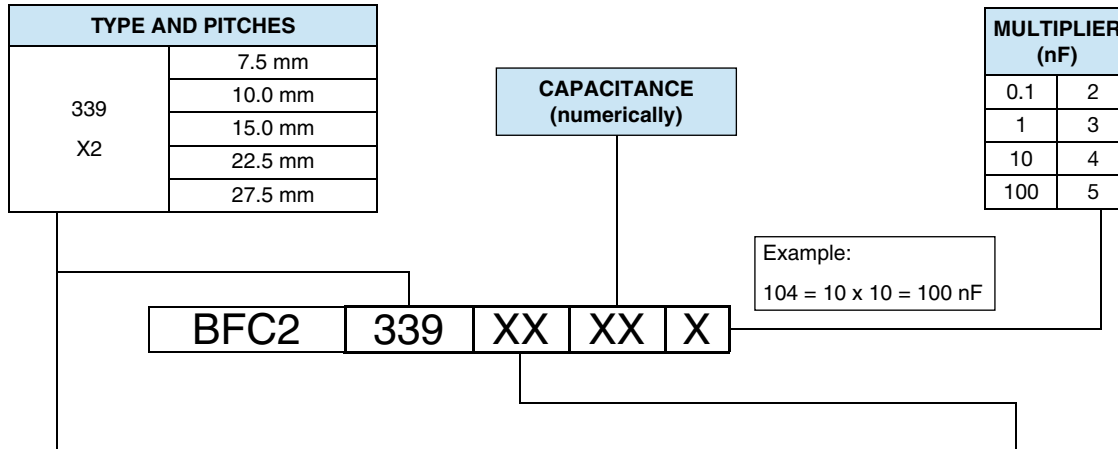 TYPE AND PITCHES
339
X2
7.5 mm
10.0 mm
15.0 mm
22.5 mm
27.5 mm
CAPACITANCE
(numerically)
MULTIPLIER
(nF)
0.1 2
1 3
10 4
100 5
Example:
104 = 10 x 10 = 100 nF
BFC2 339 XX XX X